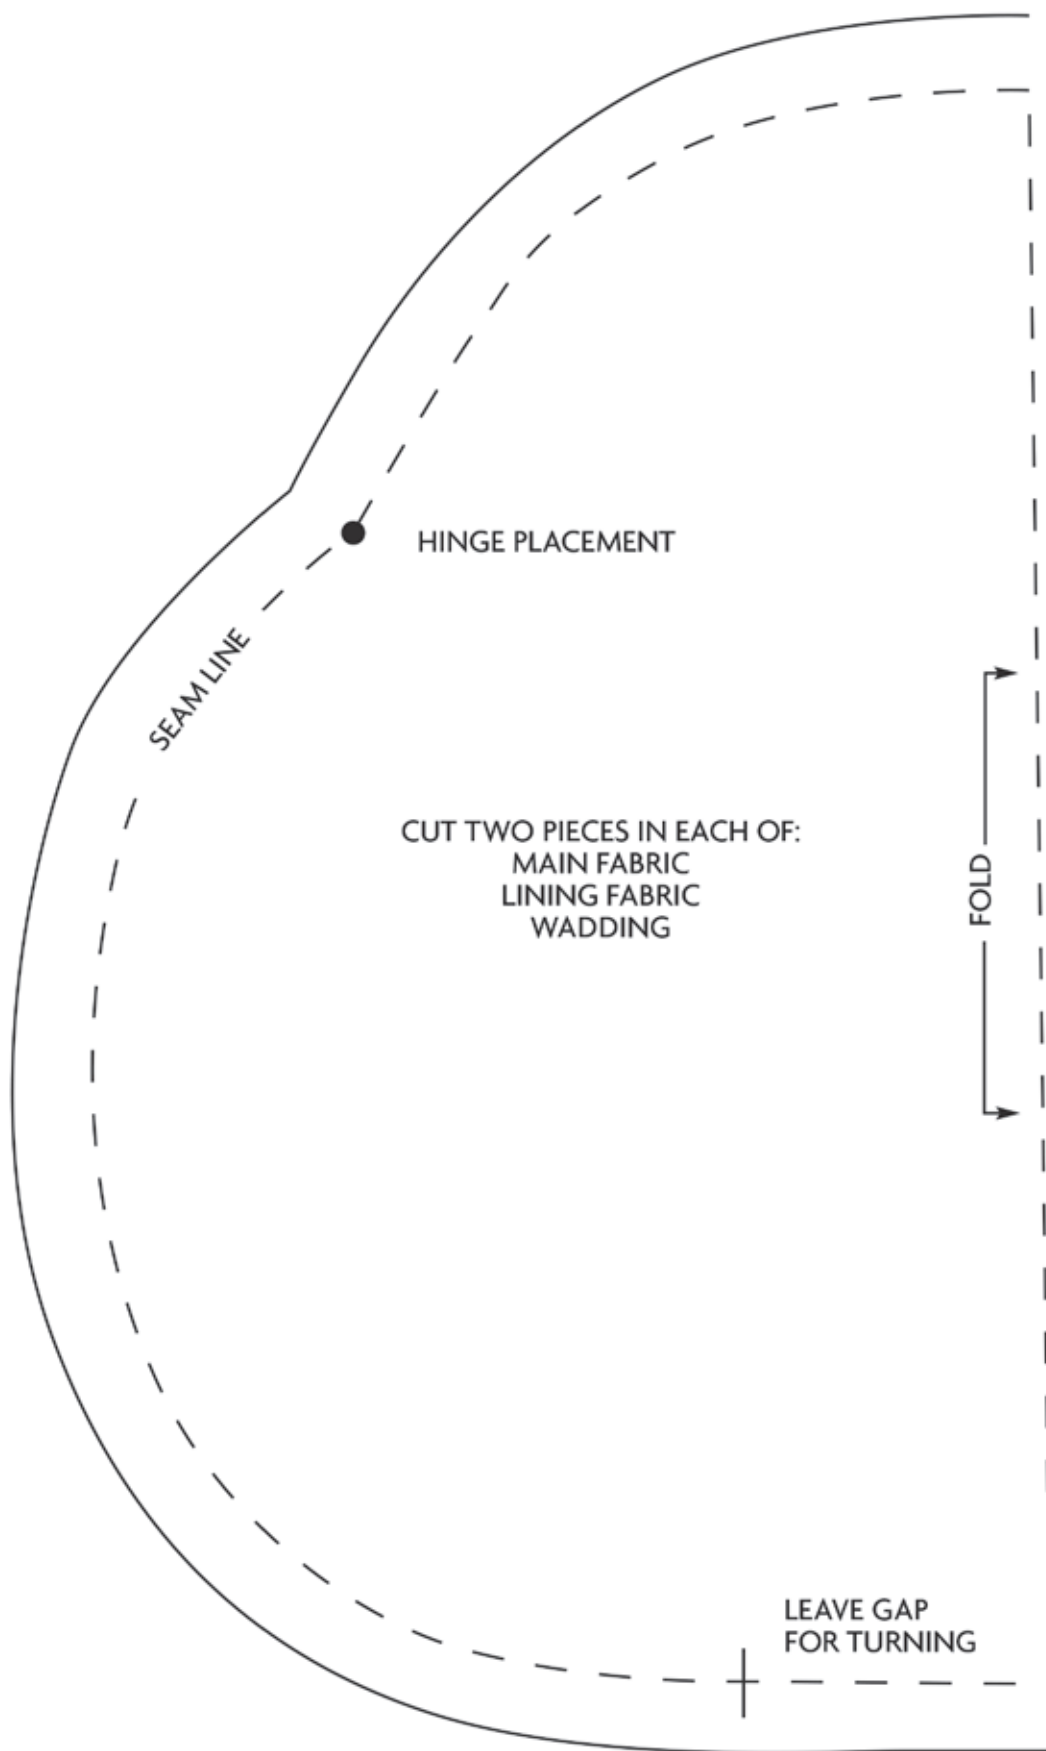 HINGE PLACEMENT
SEAM LINE
CUT TWO PIECES IN EACH OF:
MAIN FABRIC
LINING FABRIC
WADDING
FOLD
LEAVE GAP
FOR TURNING